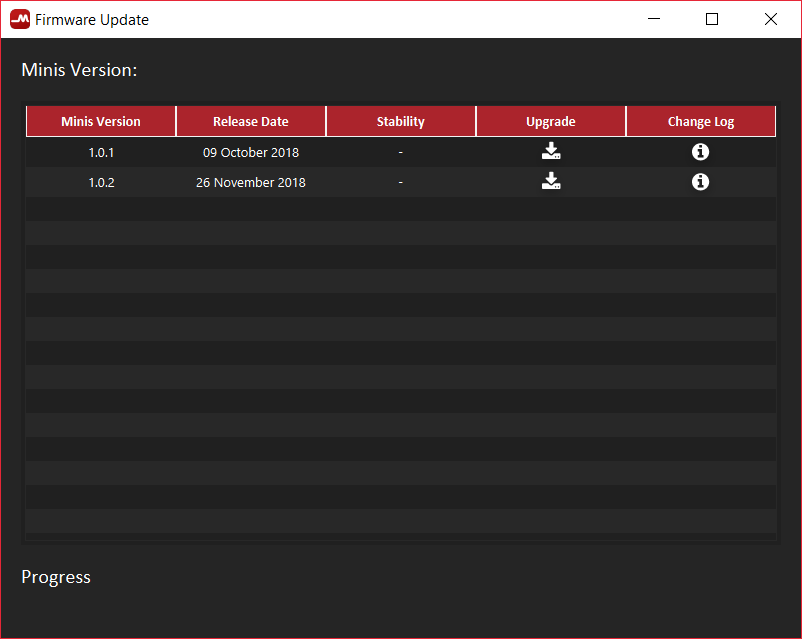 Firmware Update
Minis Version:
Minis Version Release Date Stability Upgrade Change Log
1.0.1 09 October 2018 -
1.0.2 26 November 2018 -
Progress